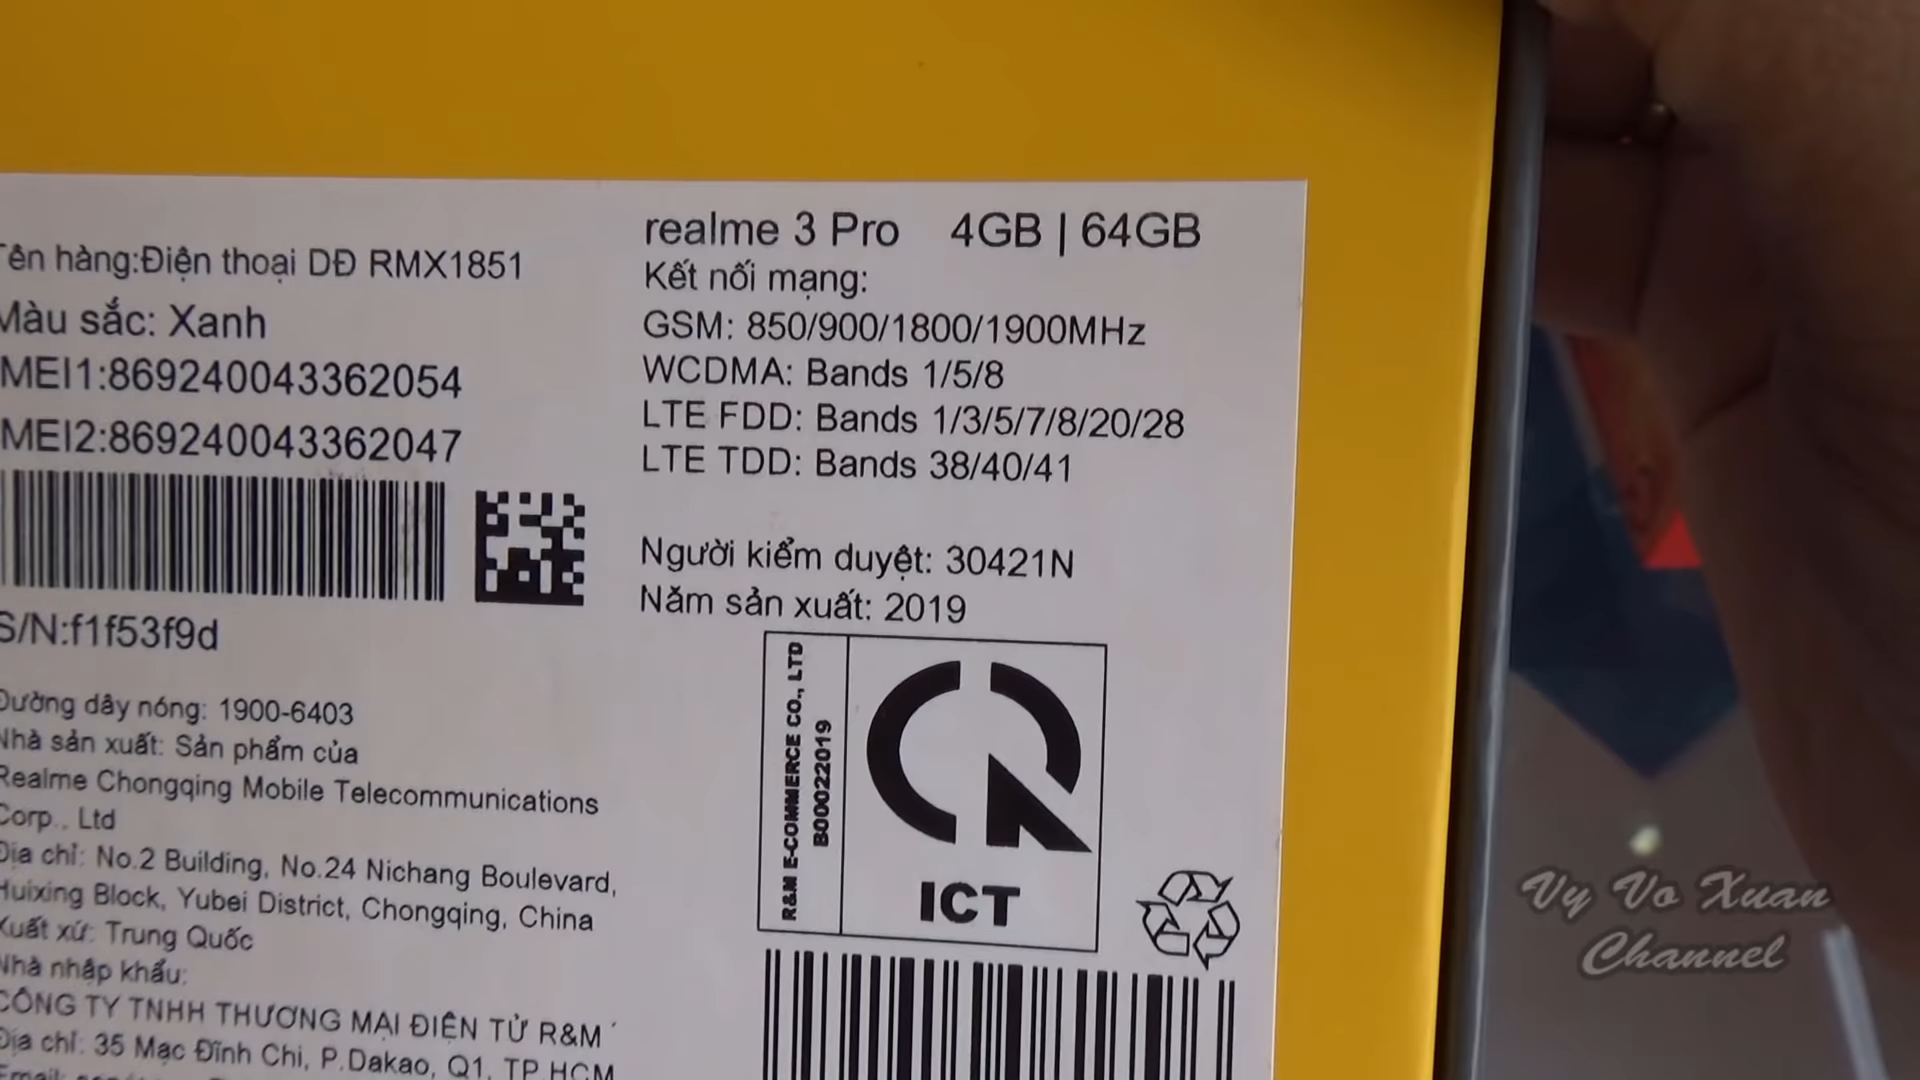 Tên hàng:Điện thoại DĐ RMX1851
Màu sắc: Xanh
IMEI1:869240043362054
IMEI2:869240043362047
S/N:f1f53f9d
Đường dây nóng: 1900-6403
Nhà sản xuất: Sản phẩm của
Realme Chongqing Mobile Telecommunications
Corp., Ltd
Địa chỉ: No.2 Building, No.24 Nichang Boulevard,
Huixing Block, Yubei District, Chongqing, China
Xuất xứ: Trung Quốc
Nhà nhập khẩu:
CÔNG TY TNHH THƯƠNG MẠI ĐIỆN TỬ R&M
Địa chỉ: 35 Mạc Đĩnh Chi, P.Dakao, Q1, TP.HCM
realme 3 Pro 4GB | 64GB
Kết nối mạng:
GSM: 850/900/1800/1900MHz
WCDMA: Bands 1/5/8
LTE FDD: Bands 1/3/5/7/8/20/28
LTE TDD: Bands 38/40/41
Người kiểm duyệt: 30421N
Năm sản xuất: 2019
R&M E-COMMERCE CO., LTD
B000222019
ICT
Vy Vo Xuan
Channel